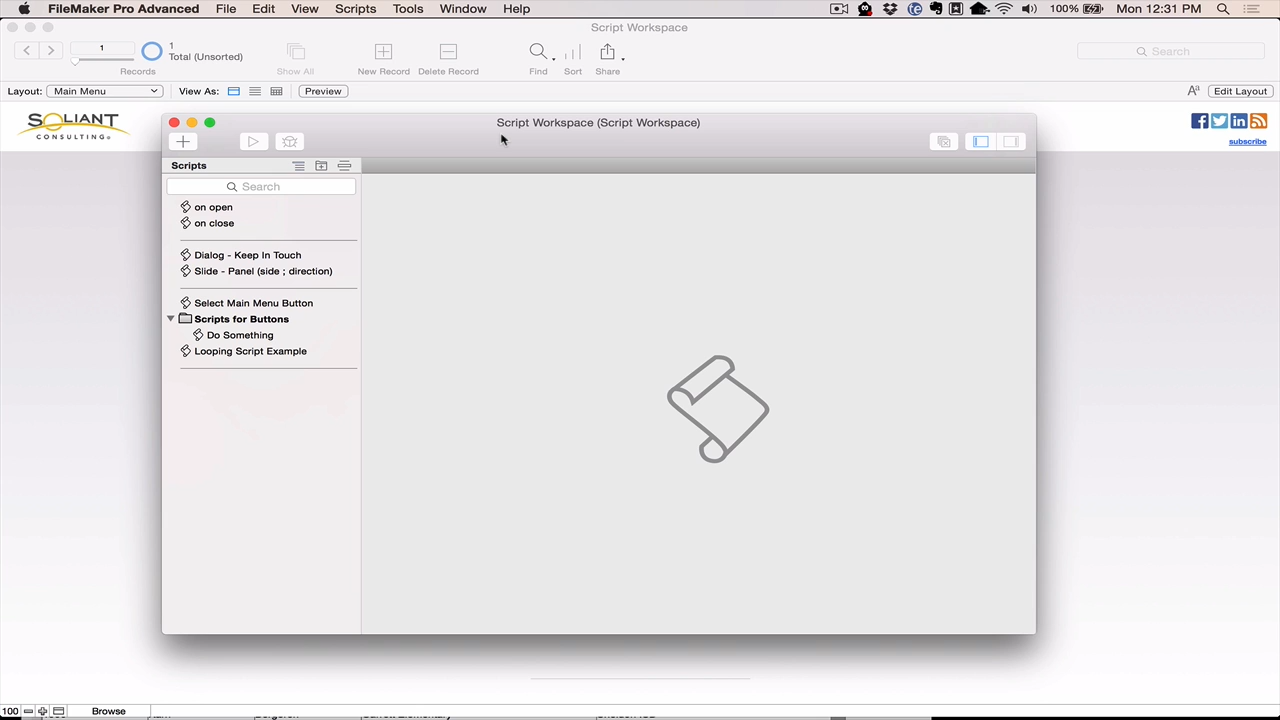 FileMaker Pro Advanced File Edit View Scripts Tools Window Help 100% Mon 12:31 PM
Script Workspace
1
1
Total (Unsorted)
Records Show All New Record Delete Record Find Sort Share Search
Layout: Main Menu View As: Preview Aa Edit Layout
SOLIANT
CONSULTING
subscribe
Script Workspace (Script Workspace)
Scripts
Search
on open
on close
Dialog - Keep In Touch
Slide - Panel (side ; direction)
Select Main Menu Button
Scripts for Buttons
Do Something
Looping Script Example
100 Browse